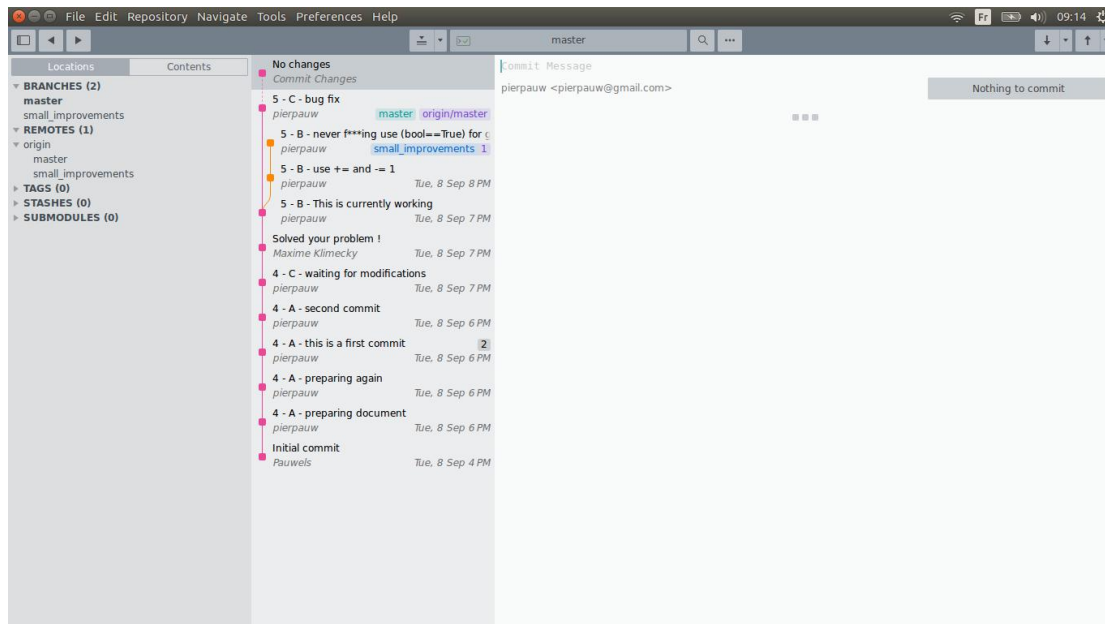 File Edit Repository Navigate Tools Preferences Help
Fr 09:14
master
Locations Contents
BRANCHES (2)
master
small_improvements
REMOTES (1)
origin
master
small_improvements
TAGS (0)
STASHES (0)
SUBMODULES (0)
No changes
Commit Changes
5 - C - bug fix
pierpauw master origin/master
5 - B - never f***ing use (bool==True) for
pierpauw small_improvements 1
5 - B - use += and -= 1
pierpauw Tue, 8 Sep 8 PM
5 - B - This is currently working
pierpauw Tue, 8 Sep 7 PM
Solved your problem !
Maxime Klimecky Tue, 8 Sep 7 PM
4 - C - waiting for modifications
pierpauw Tue, 8 Sep 7 PM
4 - A - second commit
pierpauw Tue, 8 Sep 6 PM
4 - A - this is a first commit 2
pierpauw Tue, 8 Sep 6 PM
4 - A - preparing again
pierpauw Tue, 8 Sep 6 PM
4 - A - preparing document
pierpauw Tue, 8 Sep 6 PM
Initial commit
Pauwels Tue, 8 Sep 4 PM
Commit Message
pierpauw <pierpauw@gmail.com>
Nothing to commit